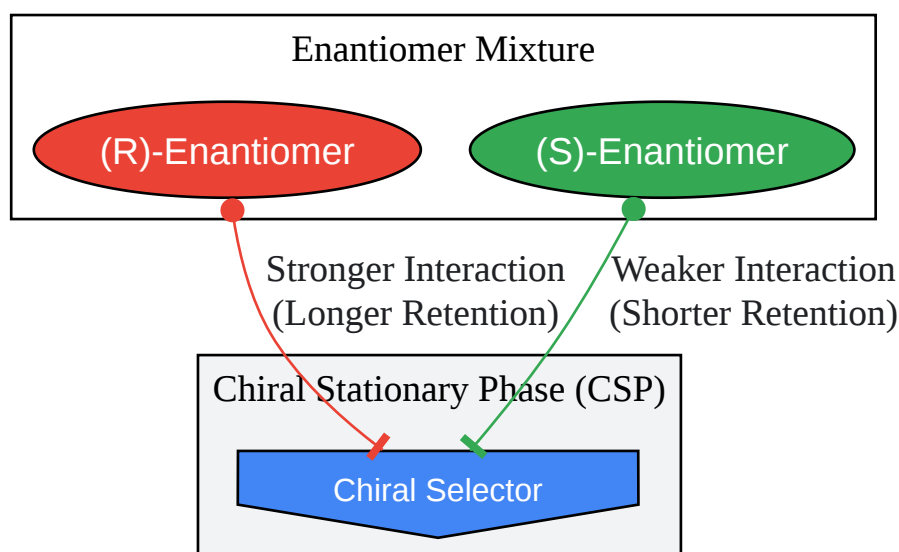 Enantiomer Mixture
(R)-Enantiomer
(S)-Enantiomer
Stronger Interaction
(Longer Retention)
Weaker Interaction
(Shorter Retention)
Chiral Stationary Phase (CSP)
Chiral Selector